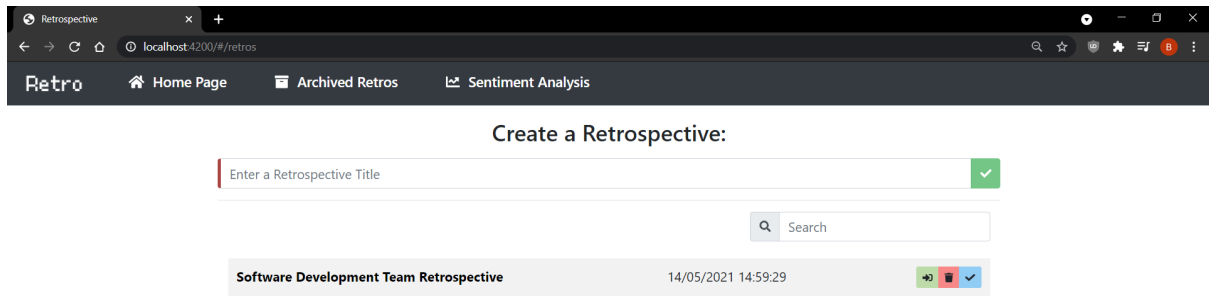 Retrospective
localhost:4200/#/retros
B
Retro Home Page Archived Retros Sentiment Analysis
Create a Retrospective:
Enter a Retrospective Title
Search
Software Development Team Retrospective 14/05/2021 14:59:29